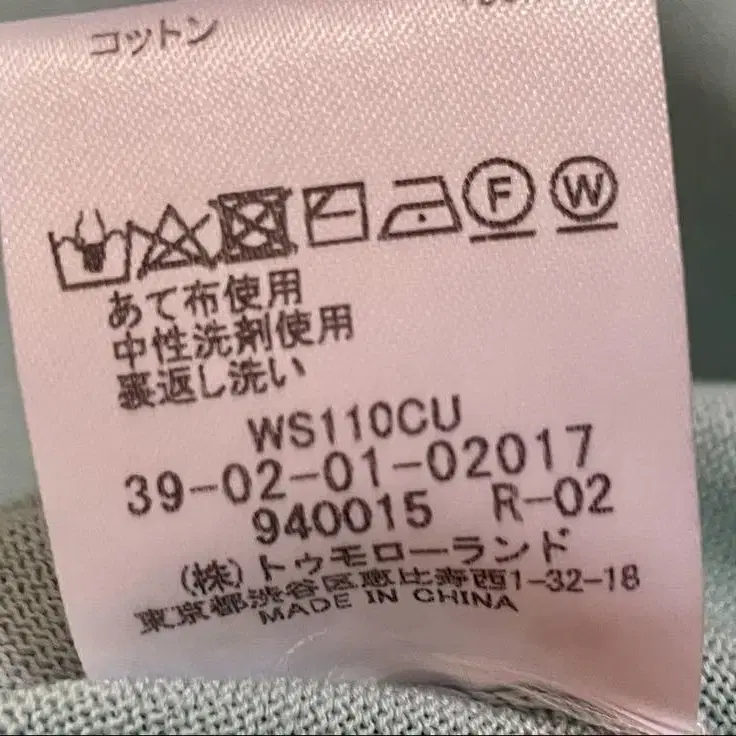 コットン
F W
あて布使用
中性洗剤使用
裏返し洗い
WS110CU
39-02-01-02017
940015 R-02
(株)トゥモローランド
東京都渋谷区恵比寿西1-32-18
MADE IN CHINA